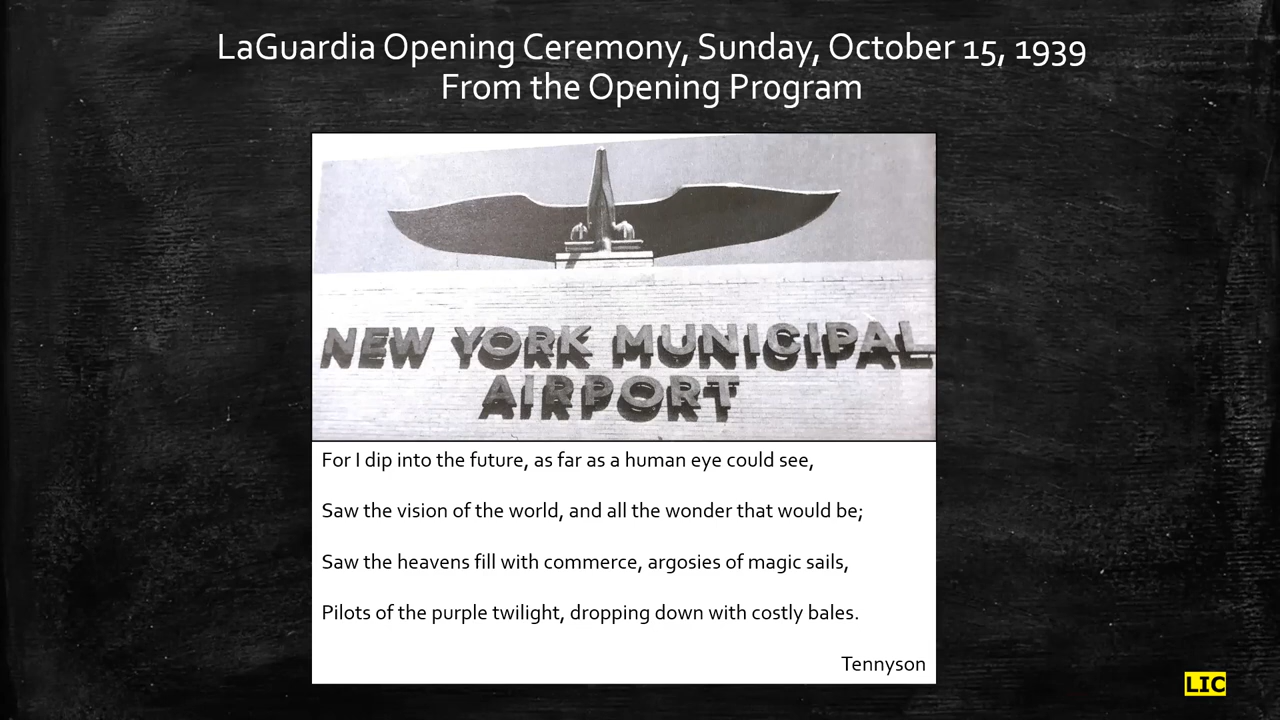 LaGuardia Opening Ceremony, Sunday, October 15, 1939
From the Opening Program
NEW YORK MUNICIPAL
AIRPORT
For I dip into the future, as far as a human eye could see,
Saw the vision of the world, and all the wonder that would be;
Saw the heavens fill with commerce, argosies of magic sails,
Pilots of the purple twilight, dropping down with costly bales.
Tennyson
LIC